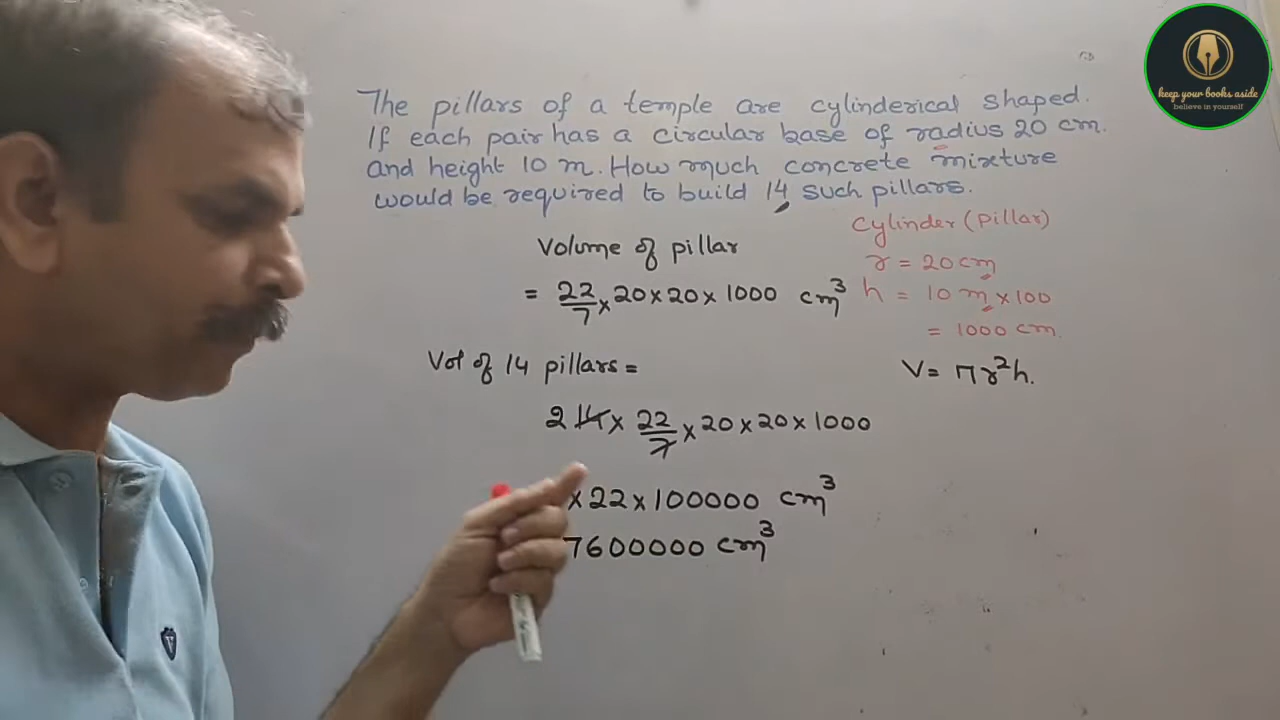 The pillars of a temple are cylinderical shaped.
If each pair has a circular base of radius 20 cm.
and height 10 m. How much concrete mixture
would be required to build 14 such pillars.
Cylinder (Pillar)
r = 20 cm
h = 10 m × 100
= 1000 cm.
V = πr²h.
Volume of pillar
= 22/7 × 20 × 20 × 1000 cm³
Vol of 14 pillars =
2 14 × 22/7 × 20 × 20 × 1000
× 22 × 100000 cm³
7600000 cm³
keep your books aside
believe in yourself